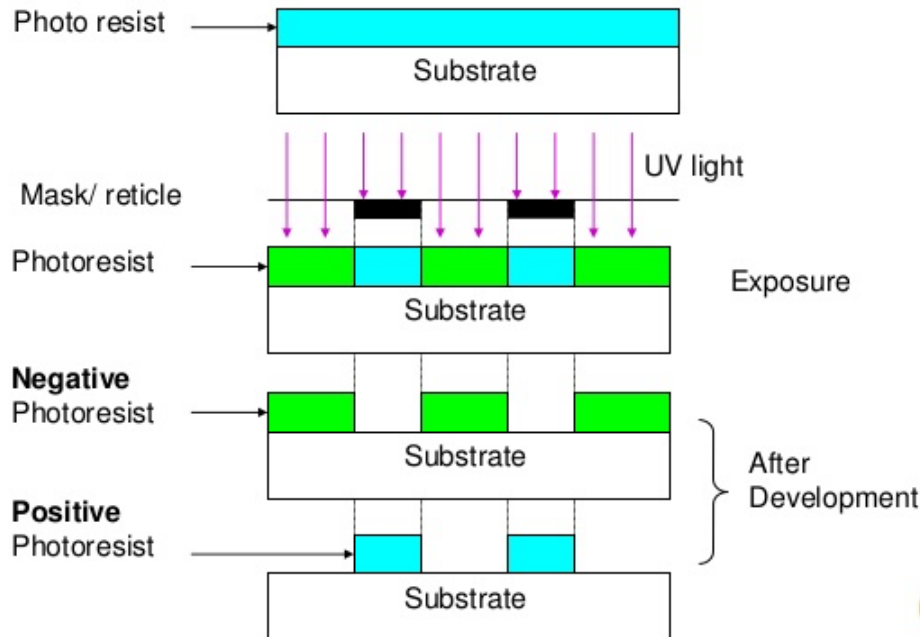 Photo resist
Substrate
UV light
Mask/ reticle
Photoresist
Exposure
Substrate
Negative
Photoresist
Substrate
After
Development
Positive
Photoresist
Substrate